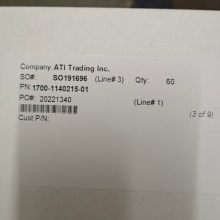 Company: ATI Trading Inc.
SO#: SO191696 (Line# 3) Qty: 60
PN: 1700-1140215-01
PO#: 20221340 (Line# 1)
(3 of 9)
Cust P/N: